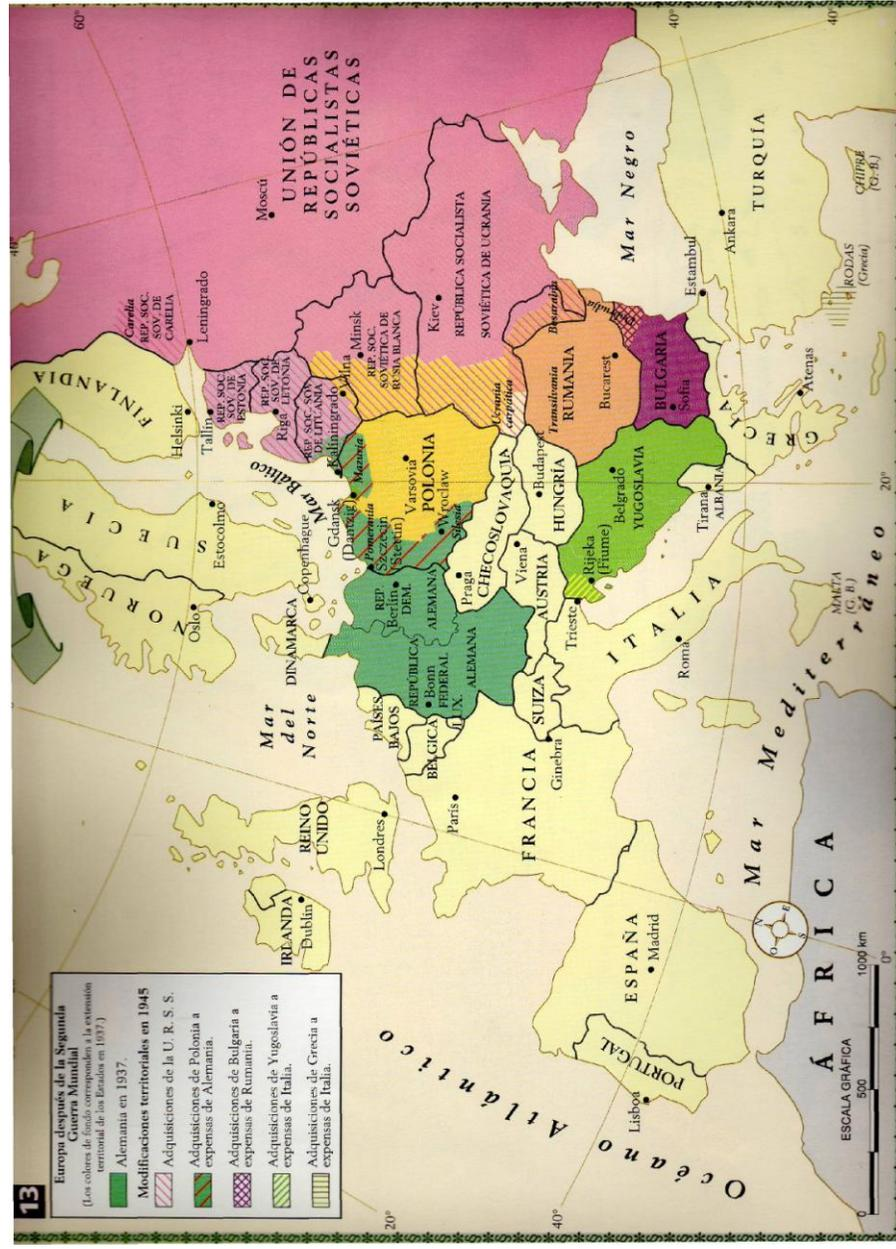 13
Europa después de la Segunda
Guerra Mundial
(Los colores de fondo corresponden a la extensión
territorial de los Estados en 1937.)
Alemania en 1937.
Modificaciones territoriales en 1945
Adquisiciones de la U. R. S. S.
Adquisiciones de Polonia a
expensas de Alemania.
Adquisiciones de Bulgaria a
expensas de Rumania.
Adquisiciones de Yugoslavia a
expensas de Italia.
Adquisiciones de Grecia a
expensas de Italia.
20°
40°
Océano Atlántico
IRLANDA
Dublín
REINO
UNIDO
Londres
Mar
del
Norte
NORUEGA
Oslo
SUECIA
Estocolmo
FINLANDIA
Helsinki
DINAMARCA
Copenhague
Mar Báltico
Carelia
REP. SOC.
SOV. DE
CARELIA
Leningrado
40°
60°
Tallin
REP. SOC.
SOV. DE
ESTONIA
REP. SOC.
SOV. DE
LETONIA
Riga
REP. SOC. SOV.
DE LITUANIA
Kaliningrado
Vilna
Minsk
REP. SOC.
SOVIÉTICA DE
RUSIA BLANCA
Moscú
UNIÓN DE
REPÚBLICAS
SOCIALISTAS
SOVIÉTICAS
Kiev
REPÚBLICA SOCIALISTA
SOVIÉTICA DE UCRANIA
Gdansk
(Dantzig)
Mazuria
Pomerania
Szczecin
(Stettin)
Varsovia
POLONIA
Wroclaw
Silesia
PAÍSES
BAJOS
BÉLGICA
LUX.
REPÚBLICA
Bonn
FEDERAL
ALEMANA
REP.
Berlín
DEM.
ALEMANA
Praga
CHECOSLOVAQUIA
Ucrania
carpática
París
FRANCIA
SUIZA
Ginebra
AUSTRIA
Viena
Budapest
HUNGRÍA
Transilvania
RUMANIA
Bucarest
Besarabia
Dobrudja
BULGARIA
Sofía
Trieste
Rijeka
(Fiume)
Belgrado
YUGOSLAVIA
ITALIA
Roma
Tirana
ALBANIA
GRECIA
Atenas
Mar Negro
Estambul
Ankara
TURQUÍA
40°
RODAS
(Grecia)
CHIPRE
(G. B.)
40°
PORTUGAL
Lisboa
ESPAÑA
Madrid
Mar Mediterráneo
MALTA
(G. B.)
ÁFRICA
N
E
S
O
ESCALA GRÁFICA
0
500
1000 km
0°
20°